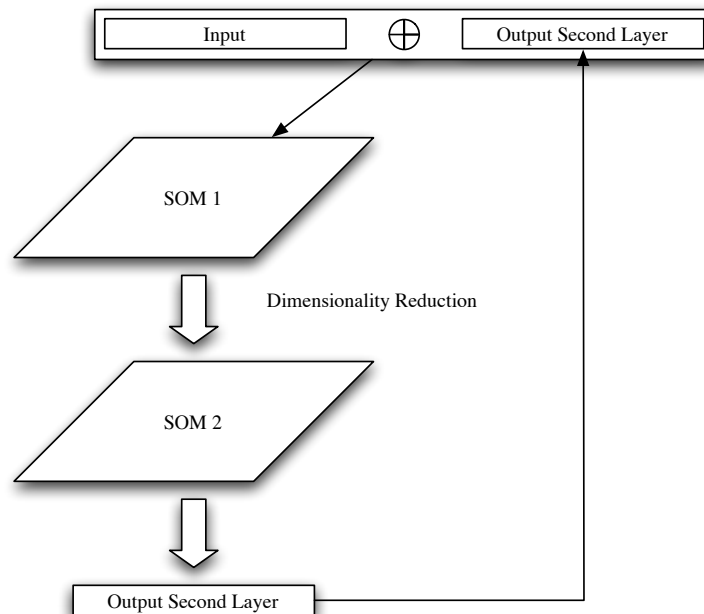 Input
Output Second Layer
SOM 1
Dimensionality Reduction
SOM 2
Output Second Layer